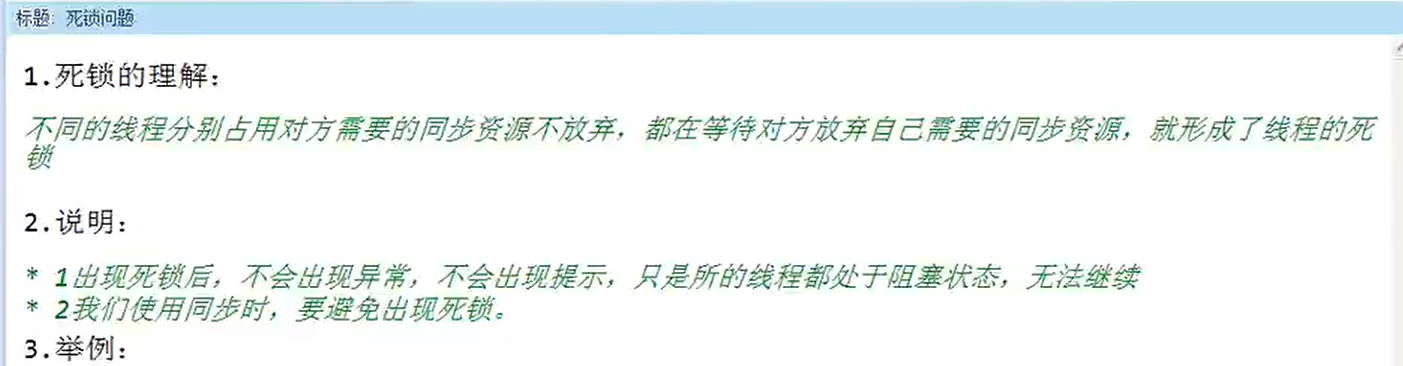 标题: 死锁问题
1.死锁的理解：
不同的线程分别占用对方需要的同步资源不放弃，都在等待对方放弃自己需要的同步资源，就形成了线程的死
锁
2.说明：
* 1出现死锁后，不会出现异常，不会出现提示，只是所的线程都处于阻塞状态，无法继续
* 2我们使用同步时，要避免出现死锁。
3.举例：